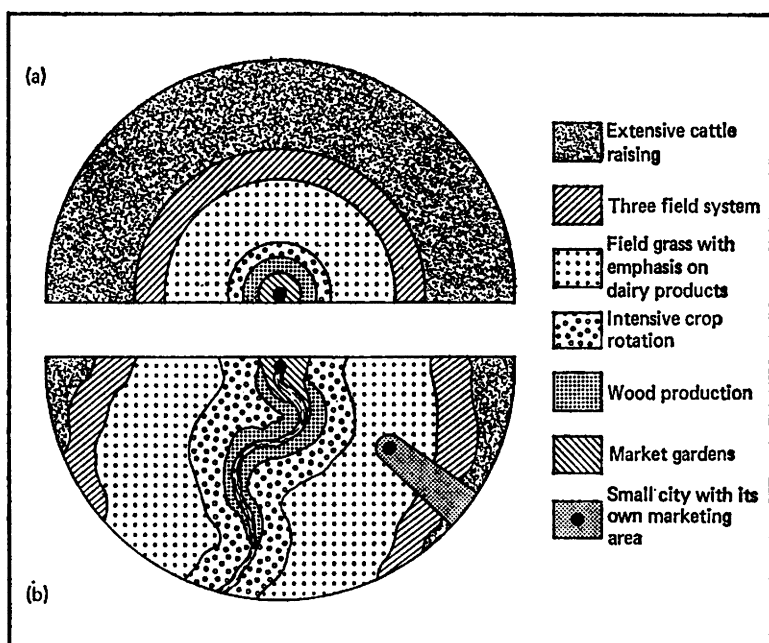 (a)
Extensive cattle
raising
Three field system
Field grass with
emphasis on
dairy products
Intensive crop
rotation
Wood production
Market gardens
Small city with its
own marketing
area
(b)